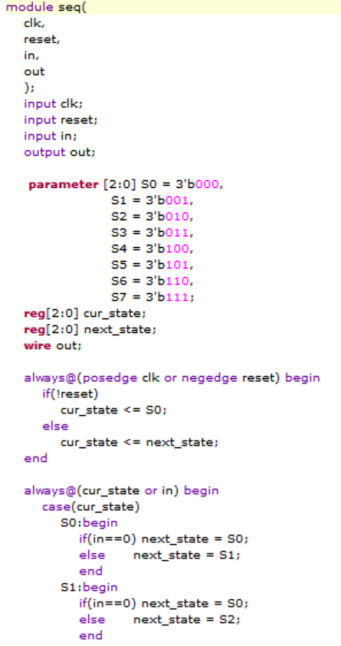 module seq(
clk,
reset,
in,
out
);
input clk;
input reset;
input in;
output out;
parameter [2:0] S0 = 3'b000,
S1 = 3'b001,
S2 = 3'b010,
S3 = 3'b011,
S4 = 3'b100,
S5 = 3'b101,
S6 = 3'b110,
S7 = 3'b111;
reg[2:0] cur_state;
reg[2:0] next_state;
wire out;
always@(posedge clk or negedge reset) begin
if(!reset)
cur_state <= S0;
else
cur_state <= next_state;
end
always@(cur_state or in) begin
case(cur_state)
S0:begin
if(in==0) next_state = S0;
else next_state = S1;
end
S1:begin
if(in==0) next_state = S0;
else next_state = S2;
end